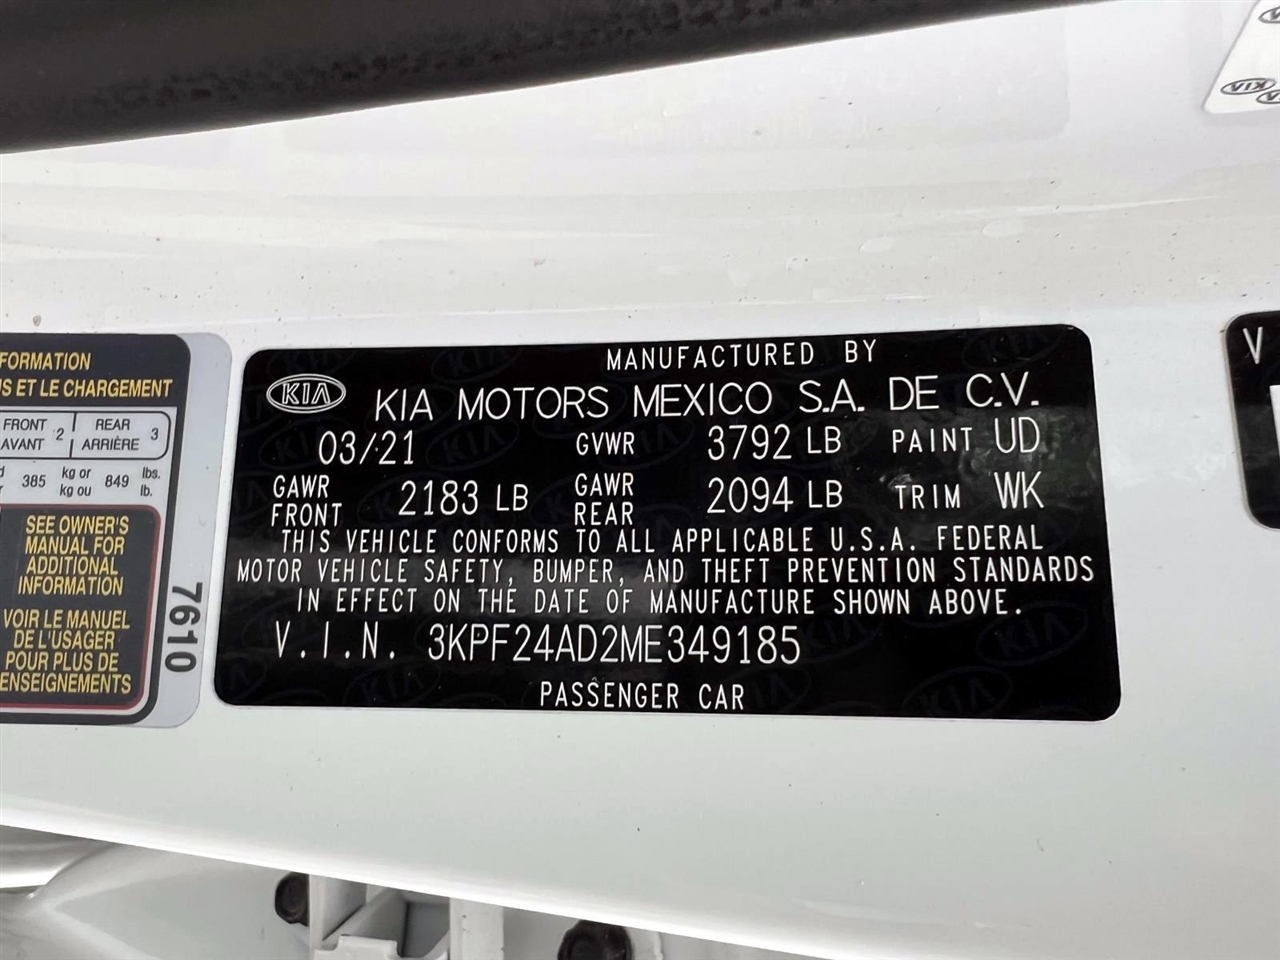 KIA
FORMATION
US ET LE CHARGEMENT
FRONT 2 REAR 3
AVANT ARRIÈRE
385 kg or 849 lbs.
kg ou lb.
SEE OWNER'S
MANUAL FOR
ADDITIONAL
INFORMATION
VOIR LE MANUEL
DE L'USAGER
POUR PLUS DE
ENSEIGNEMENTS
7610
MANUFACTURED BY
KIA KIA MOTORS MEXICO S.A. DE C.V.
03/21 GVWR 3792 LB PAINT UD
GAWR FRONT 2183 LB GAWR REAR 2094 LB TRIM WK
THIS VEHICLE CONFORMS TO ALL APPLICABLE U.S.A. FEDERAL
MOTOR VEHICLE SAFETY, BUMPER, AND THEFT PREVENTION STANDARDS
IN EFFECT ON THE DATE OF MANUFACTURE SHOWN ABOVE.
V.I.N. 3KPF24AD2ME349185
PASSENGER CAR
V